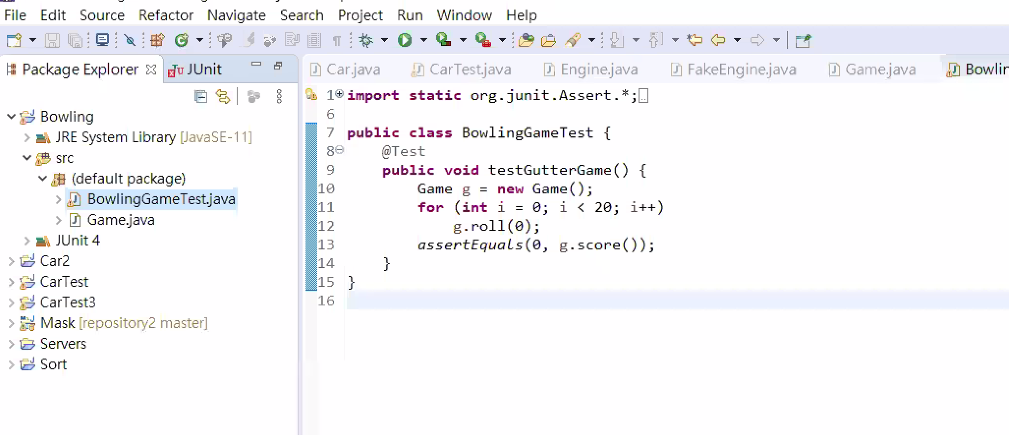 File Edit Source Refactor Navigate Search Project Run Window Help
Package Explorer JUnit
Car.java CarTest.java Engine.java FakeEngine.java Game.java Bowlin
Bowling
JRE System Library [JavaSE-11]
src
(default package)
BowlingGameTest.java
Game.java
JUnit 4
Car2
CarTest
CarTest3
Mask [repository2 master]
Servers
Sort
1 import static org.junit.Assert.*;
6
7 public class BowlingGameTest {
8 @Test
9 public void testGutterGame() {
10 Game g = new Game();
11 for (int i = 0; i < 20; i++)
12 g.roll(0);
13 assertEquals(0, g.score());
14 }
15 }
16